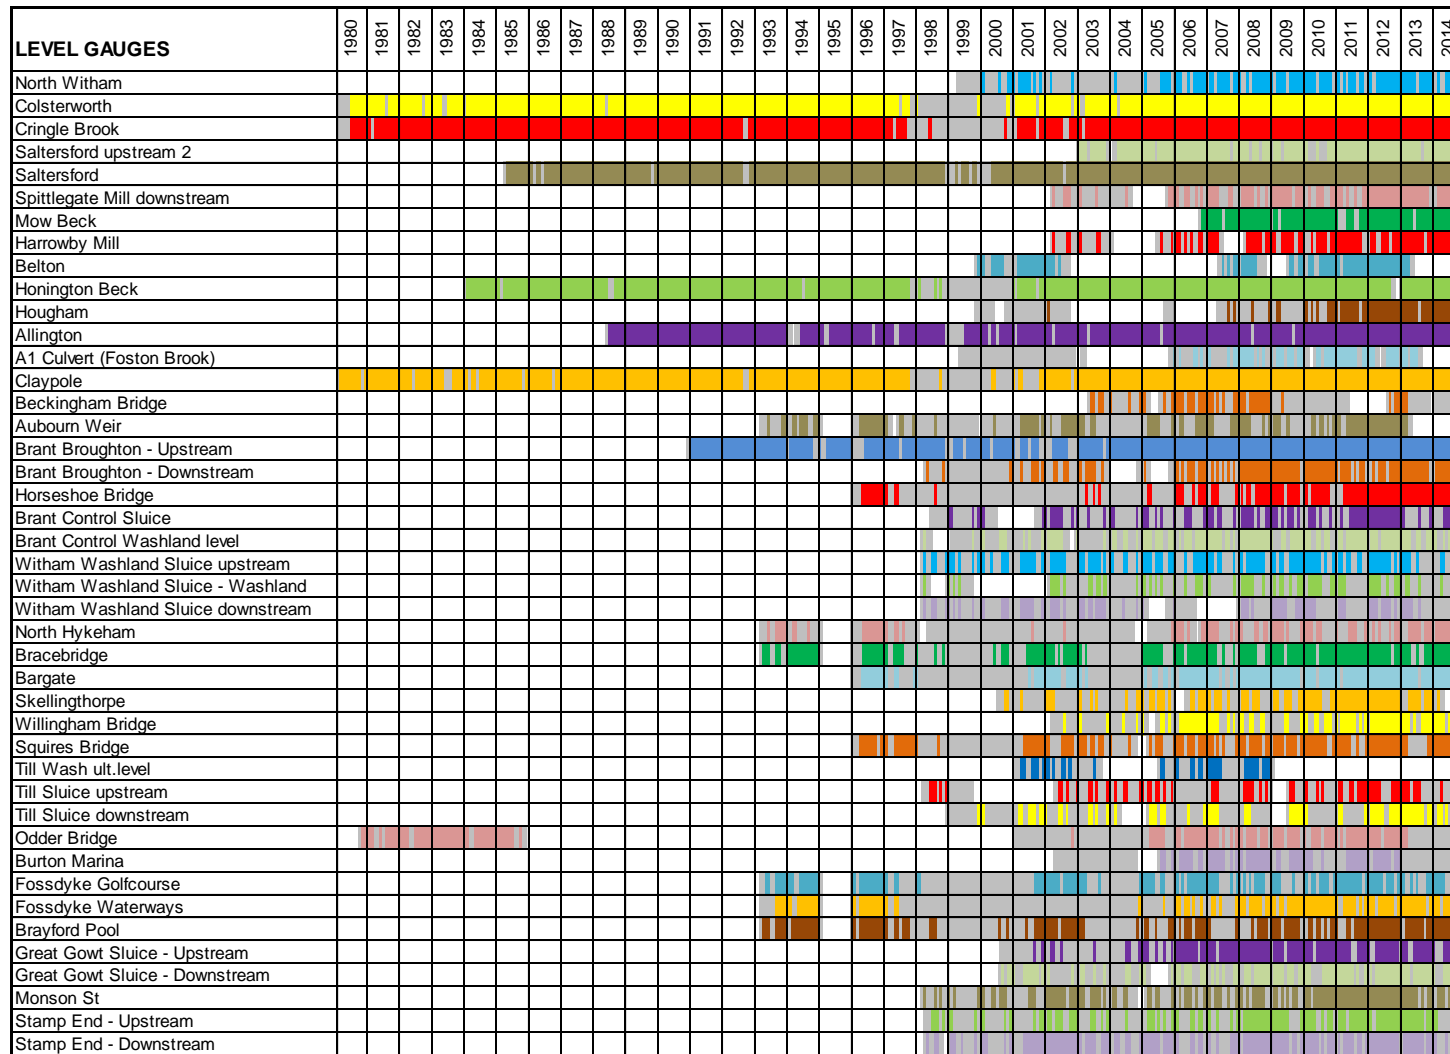 LEVEL GAUGES 1980 1981 1982 1983 1984 1985 1986 1987 1988 1989 1990 1991 1992 1993 1994 1995 1996 1997 1998 1999 2000 2001 2002 2003 2004 2005 2006 2007 2008 2009 2010 2011 2012 2013 2014
North Witham
Colsterworth
Cringle Brook
Saltersford upstream 2
Saltersford
Spittlegate Mill downstream
Mow Beck
Harrowby Mill
Belton
Honington Beck
Hougham
Allington
A1 Culvert (Foston Brook)
Claypole
Beckingham Bridge
Aubourn Weir
Brant Broughton - Upstream
Brant Broughton - Downstream
Horseshoe Bridge
Brant Control Sluice
Brant Control Washland level
Witham Washland Sluice upstream
Witham Washland Sluice - Washland
Witham Washland Sluice downstream
North Hykeham
Bracebridge
Bargate
Skellingthorpe
Willingham Bridge
Squires Bridge
Till Wash ult.level
Till Sluice upstream
Till Sluice downstream
Odder Bridge
Burton Marina
Fossdyke Golfcourse
Fossdyke Waterways
Brayford Pool
Great Gowt Sluice - Upstream
Great Gowt Sluice - Downstream
Monson St
Stamp End - Upstream
Stamp End - Downstream